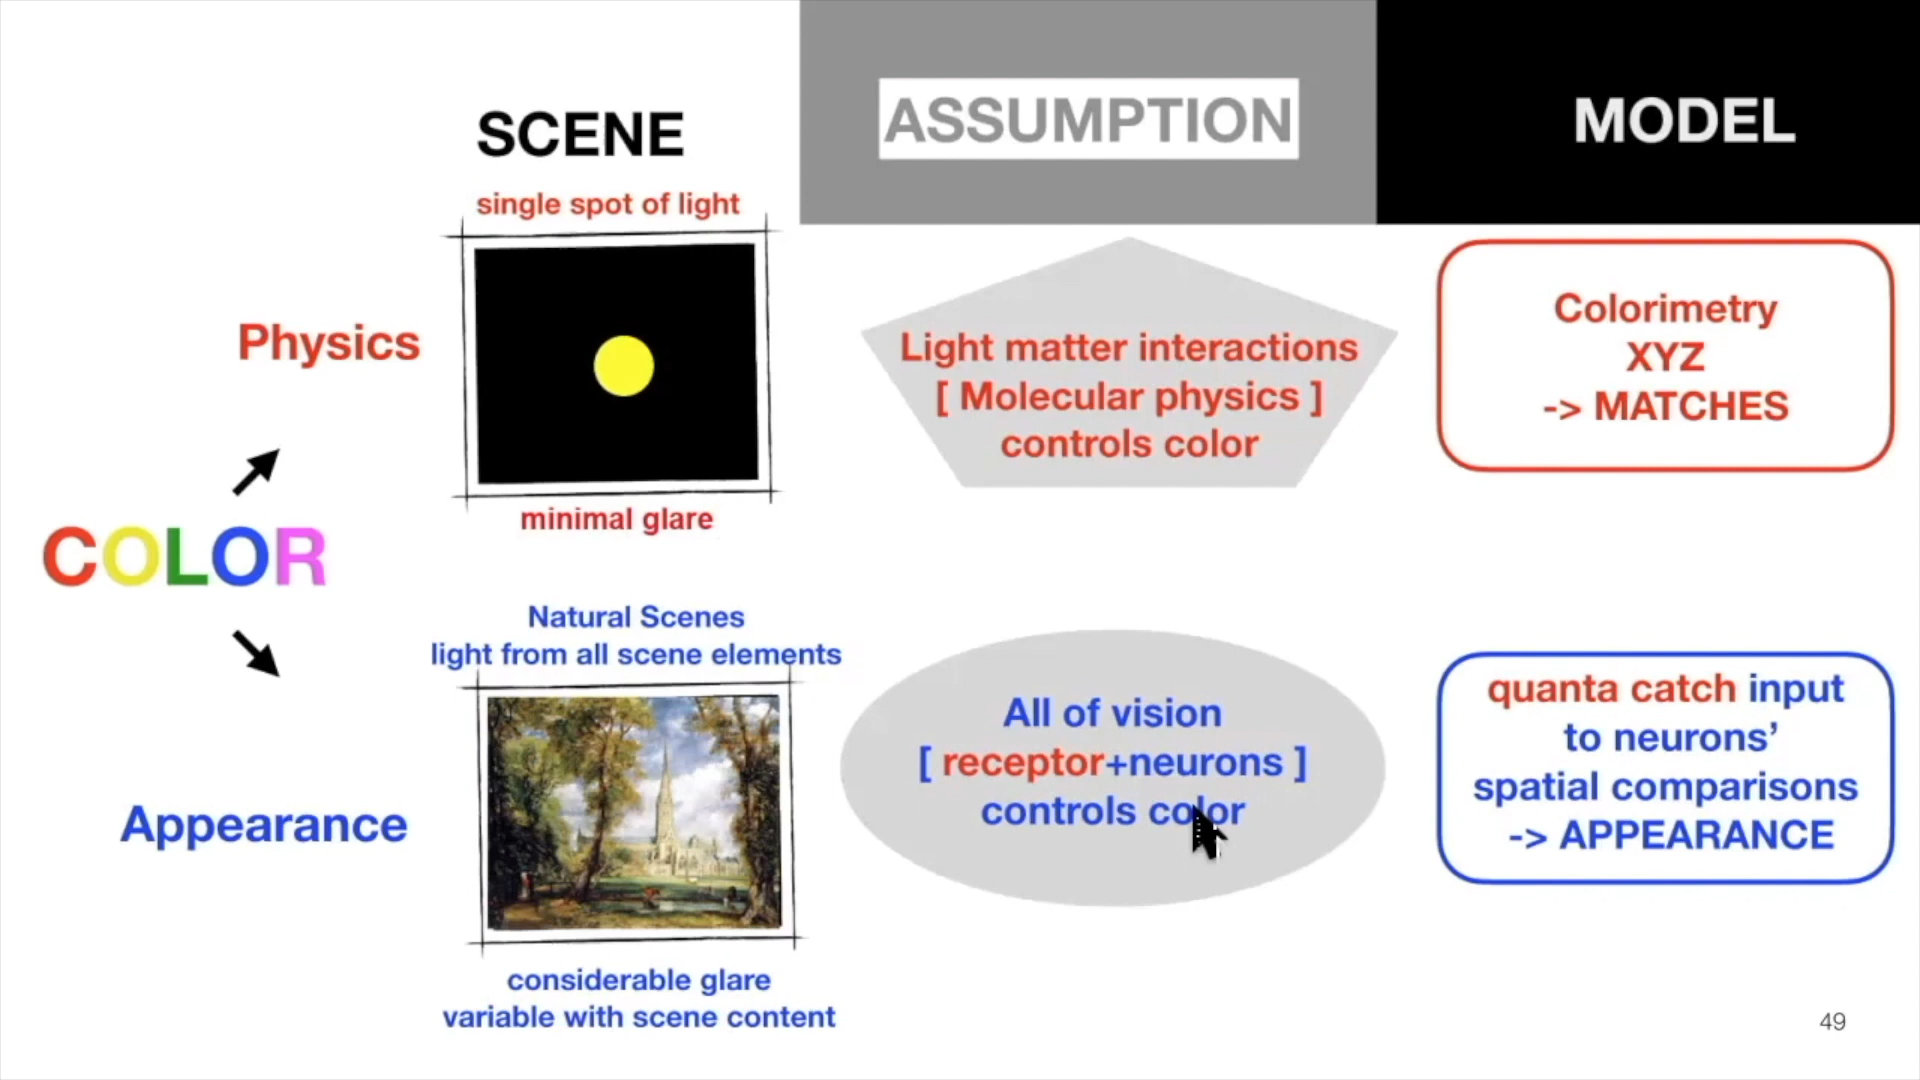 SCENE
ASSUMPTION
MODEL
single spot of light
Physics
minimal glare
Light matter interactions
[ Molecular physics ]
controls color
Colorimetry
XYZ
-> MATCHES
COLOR
Natural Scenes
light from all scene elements
Appearance
considerable glare
variable with scene content
All of vision
[ receptor+neurons ]
controls color
quanta catch input
to neurons’
spatial comparisons
-> APPEARANCE
49